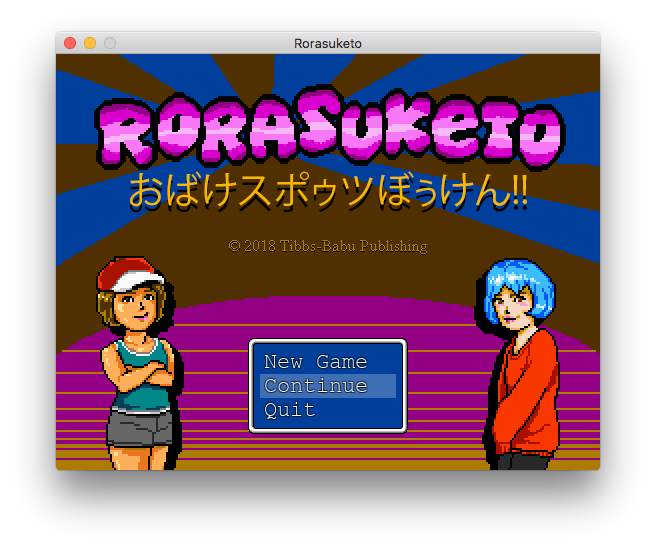 Rorasuketo
RORASUKETO
おばけスポゥツぼぅけん!!
© 2018 Tibbs-Babu Publishing
New Game
Continue
Quit